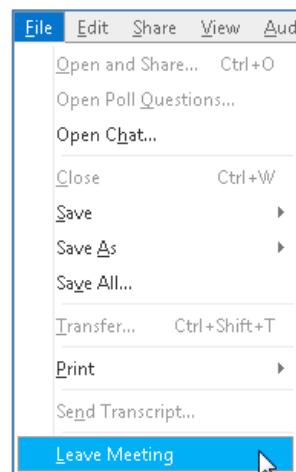 File Edit Share View Aud
Open and Share... Ctrl+O
Open Poll Questions...
Open Chat...
Close Ctrl+W
Save
Save As
Save All...
Transfer... Ctrl+Shift+T
Print
Send Transcript...
Leave Meeting